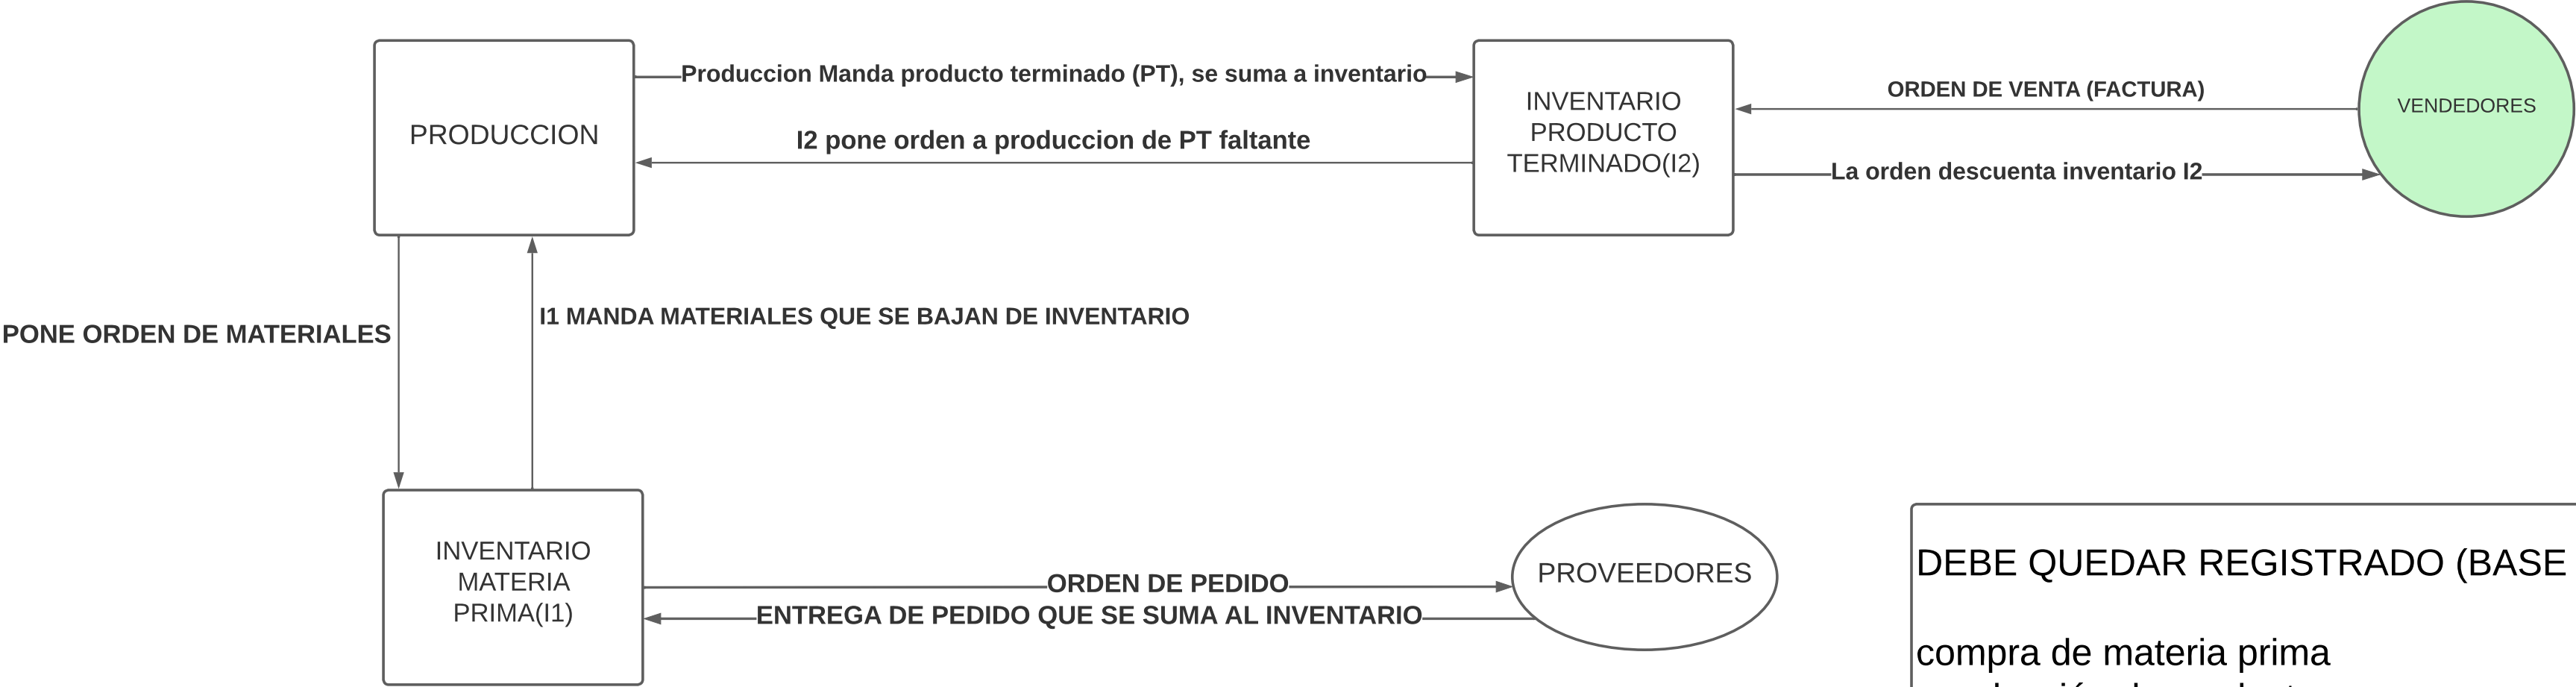 PRODUCCION
Produccion Manda producto terminado (PT), se suma a inventario
I2 pone orden a produccion de PT faltante
INVENTARIO
PRODUCTO
TERMINADO(I2)
ORDEN DE VENTA (FACTURA)
La orden descuenta inventario I2
VENDEDORES
PONE ORDEN DE MATERIALES
I1 MANDA MATERIALES QUE SE BAJAN DE INVENTARIO
INVENTARIO
MATERIA
PRIMA(I1)
ORDEN DE PEDIDO
ENTREGA DE PEDIDO QUE SE SUMA AL INVENTARIO
PROVEEDORES
DEBE QUEDAR REGISTRADO (BASE
compra de materia prima